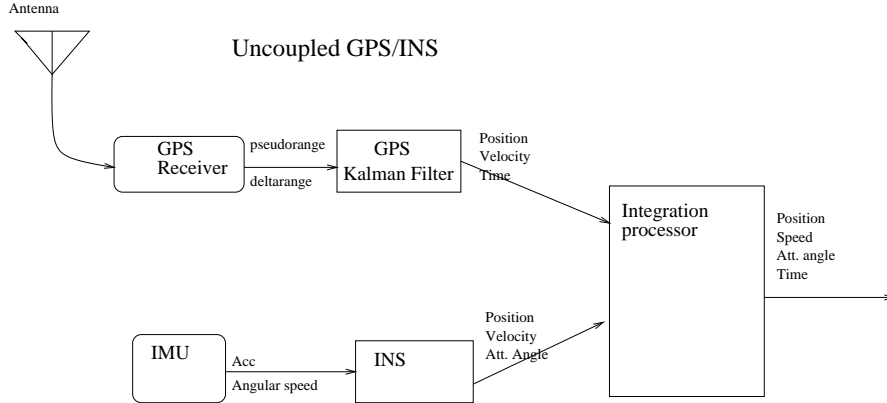 Antenna
Uncoupled GPS/INS
GPS
Receiver
pseudorange
deltarange
GPS
Kalman Filter
Position
Velocity
Time
Integration
processor
Position
Speed
Att. angle
Time
IMU
Acc
Angular speed
INS
Position
Velocity
Att. Angle